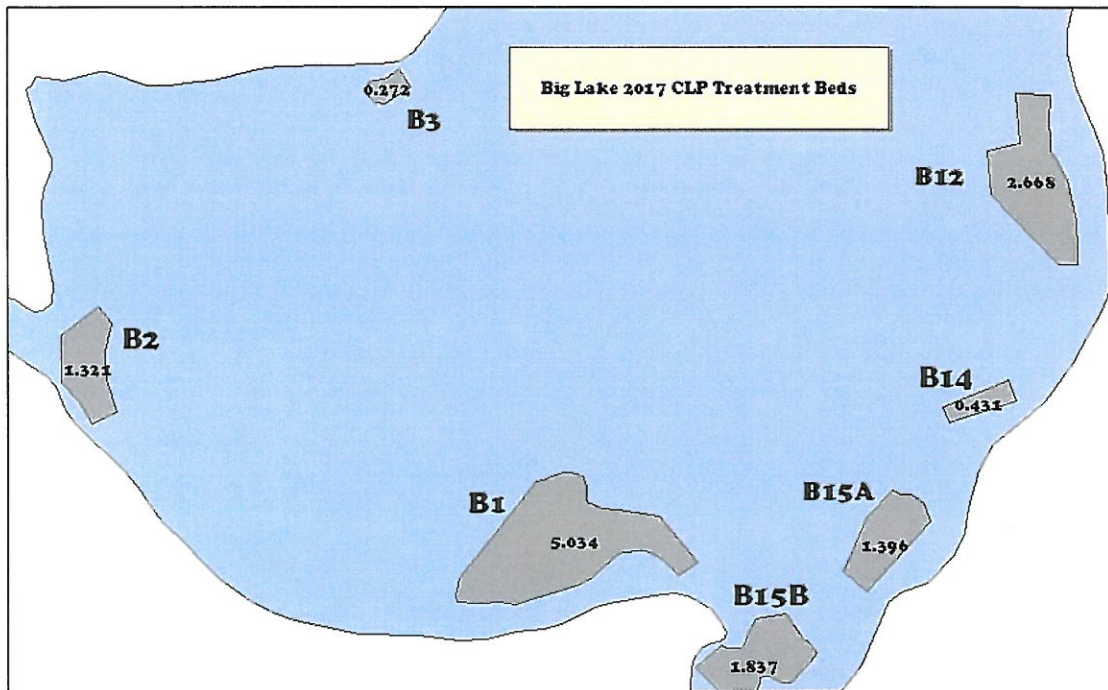 Big Lake 2017 CLP Treatment Beds
0.272
B3
B12
2.668
B2
1.321
B14
0.431
B1
5.034
B15A
1.396
B15B
1.837